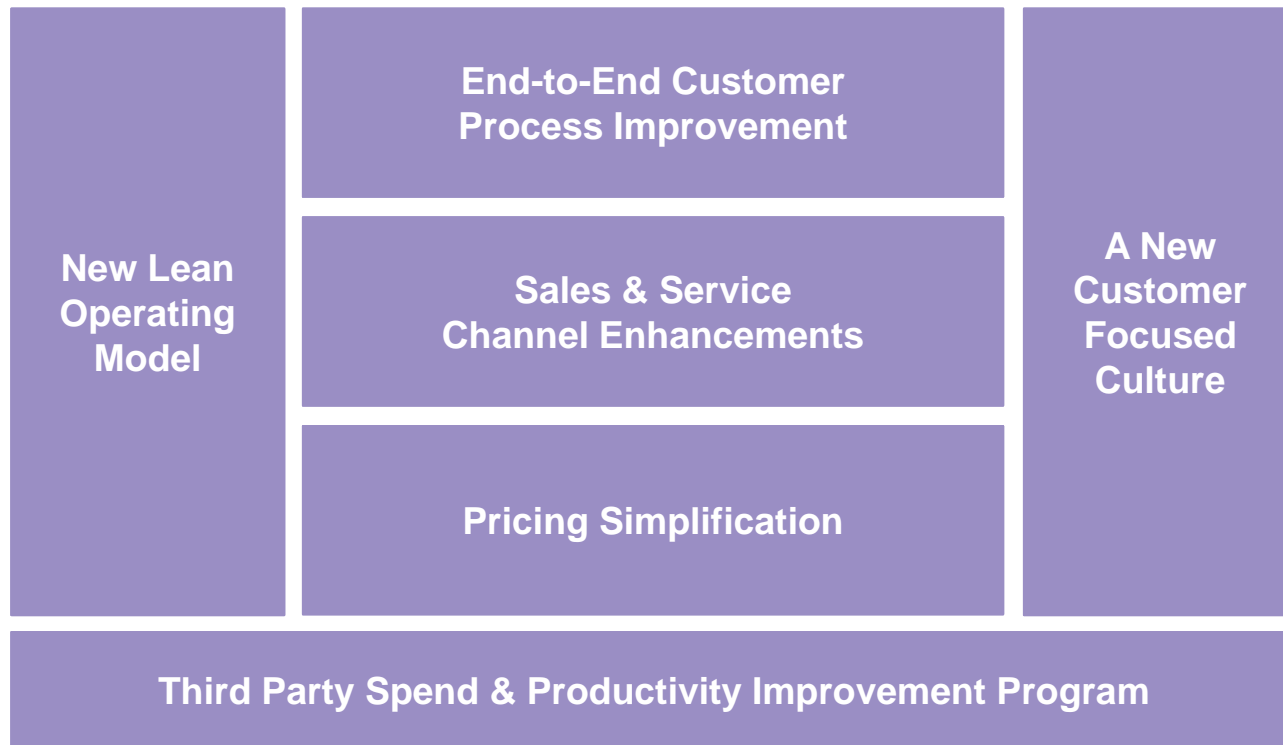 New Lean
Operating
Model
End-to-End Customer
Process Improvement
Sales & Service
Channel Enhancements
Pricing Simplification
A New
Customer
Focused
Culture
Third Party Spend & Productivity Improvement Program